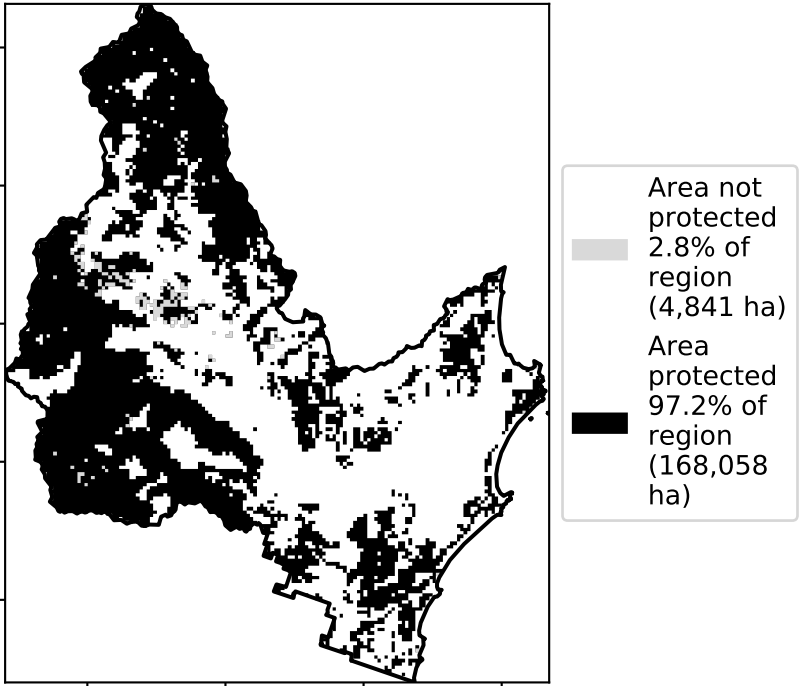 Area not
protected
2.8% of
region
(4,841 ha)
Area
protected
97.2% of
region
(168,058
ha)